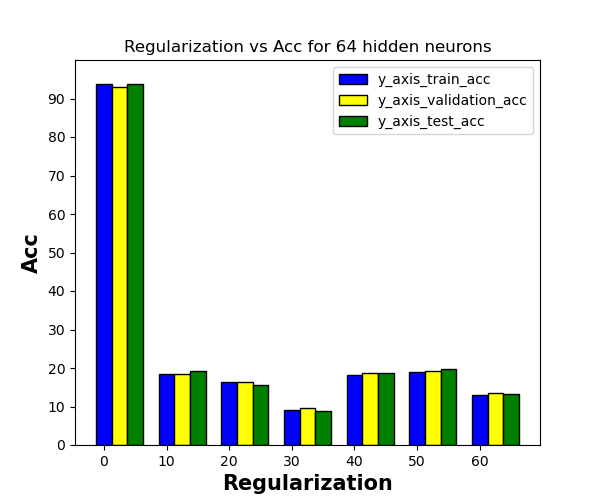 Regularization vs Acc for 64 hidden neurons
y_axis_train_acc
y_axis_validation_acc
y_axis_test_acc
90
80
70
60
50
40
30
20
10
0
Acc
0 10 20 30 40 50 60
Regularization